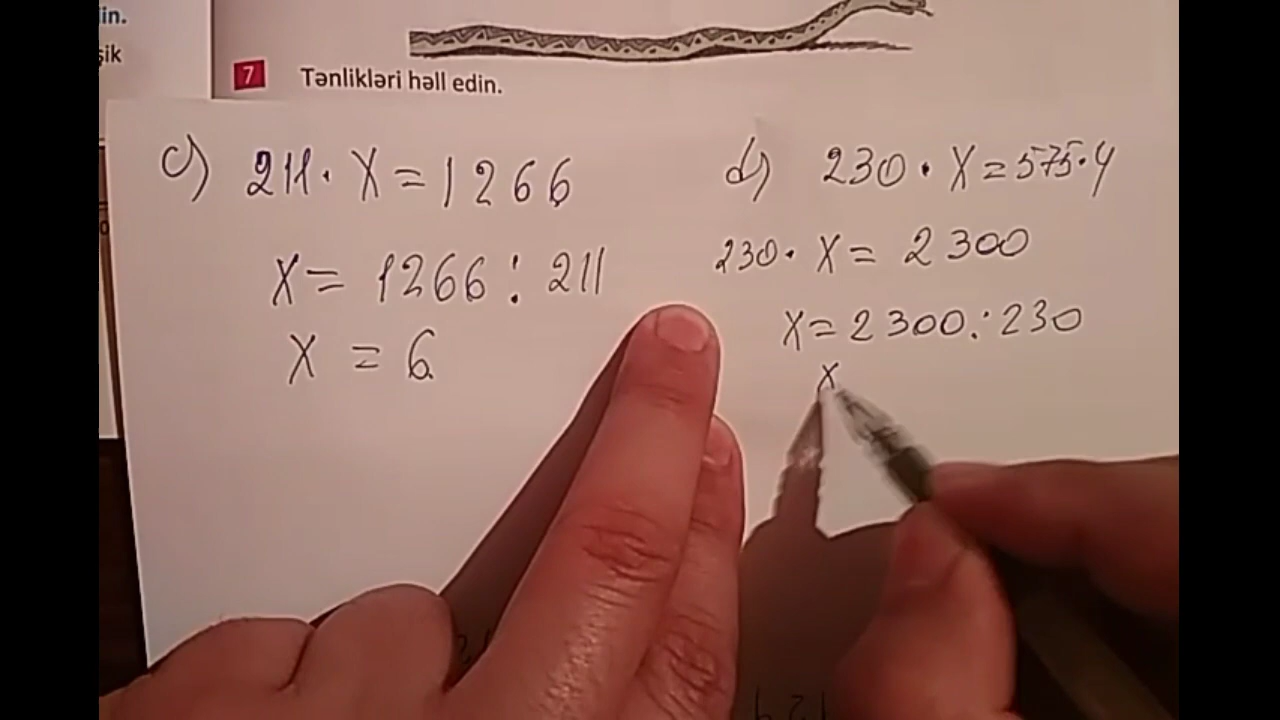 in.
şik
7 Tənlikləri həll edin.
c) 211 · X = 1266
X = 1266 : 211
X = 6
d) 230 · X = 575 · 4
230 · X = 2300
X = 2300 : 230
X